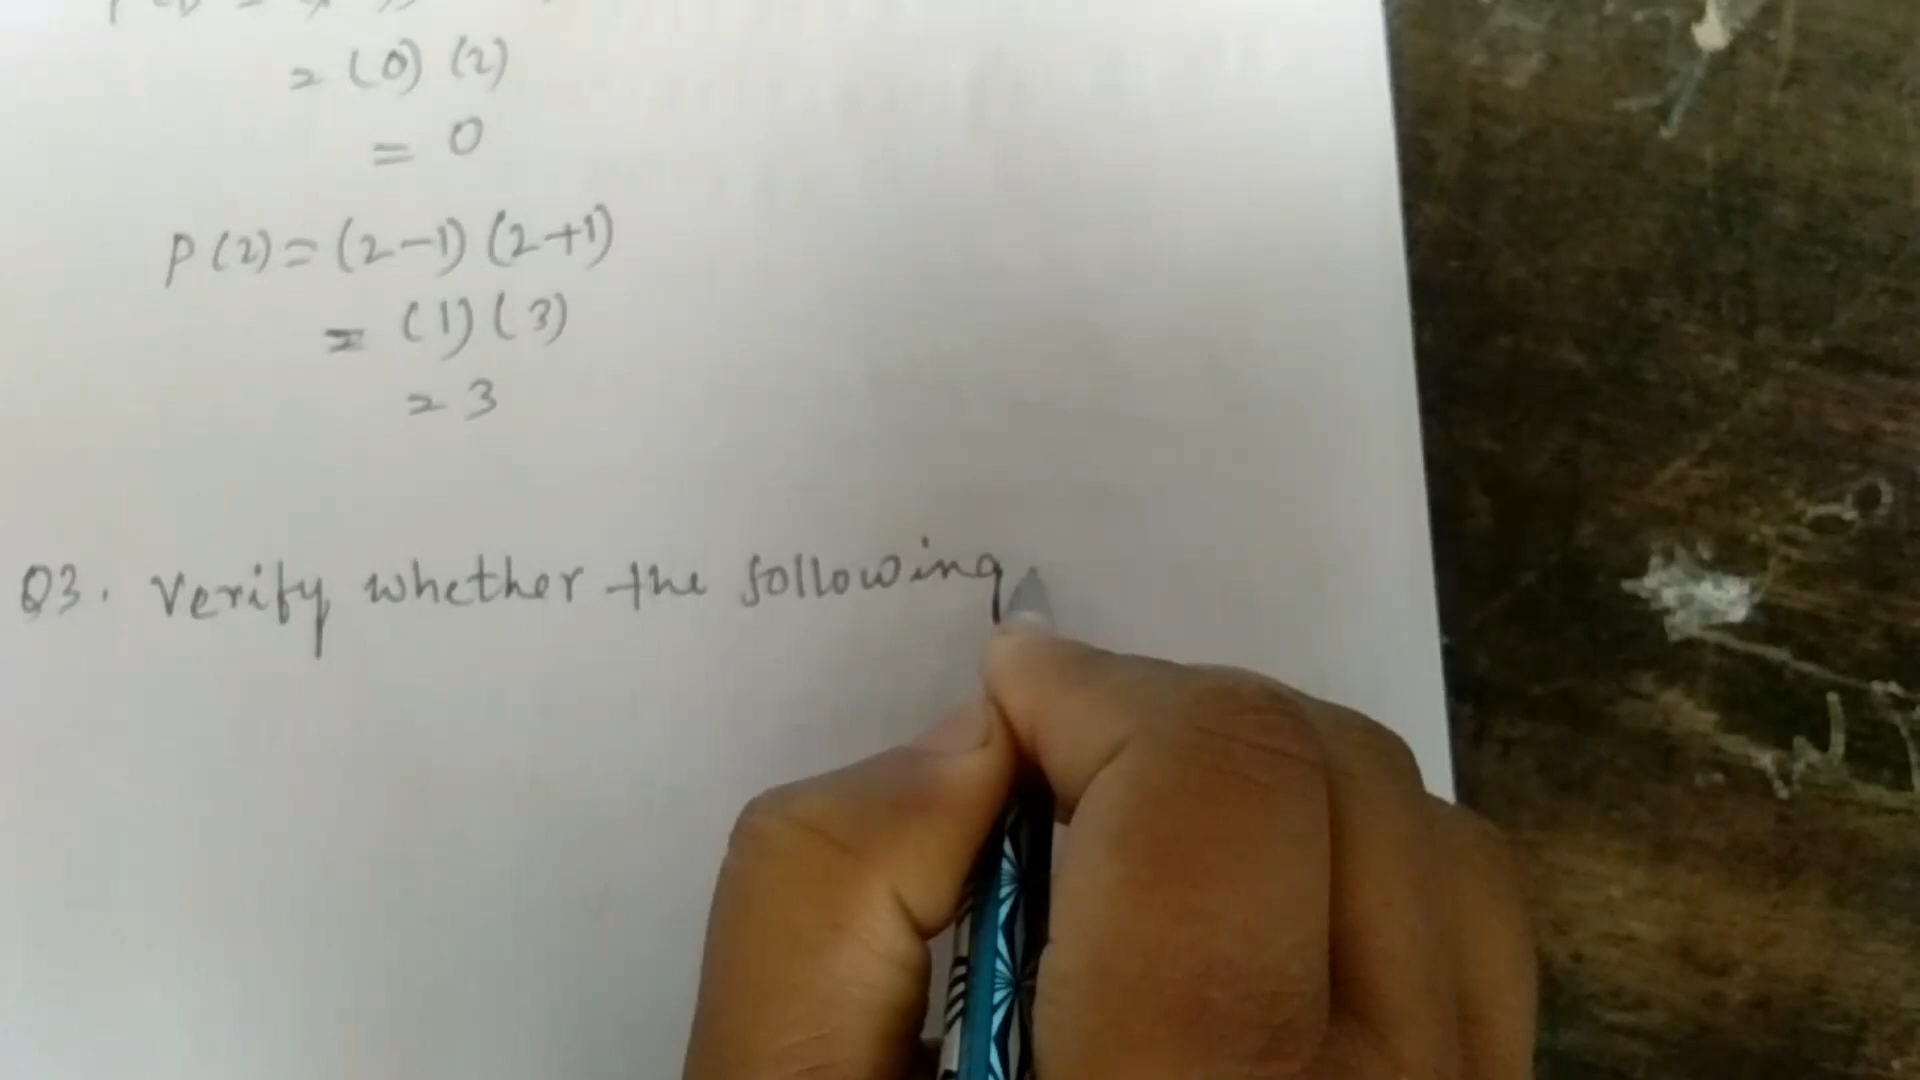 = (0) (2)
= 0
P(2) = (2-1) (2+1)
= (1) (3)
= 3
Q3. Verify whether the following